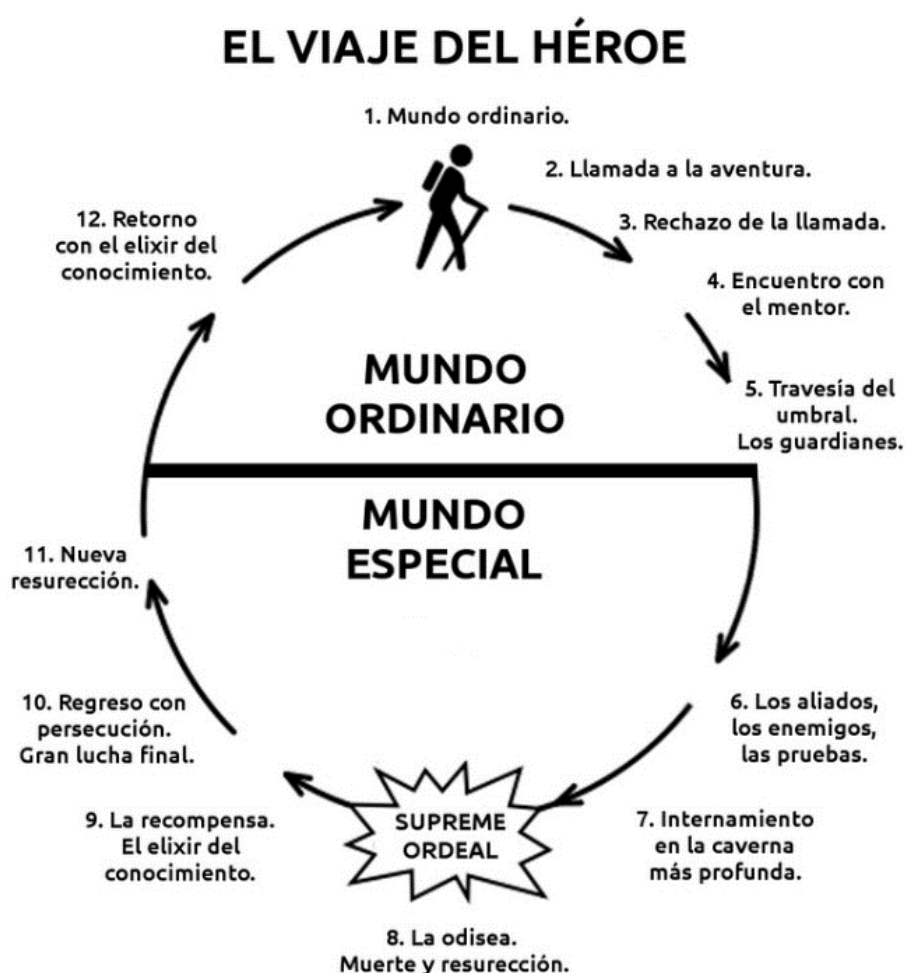 EL VIAJE DEL HÉROE
1. Mundo ordinario.
2. Llamada a la aventura.
3. Rechazo de la llamada.
4. Encuentro con
el mentor.
5. Travesía del
umbral.
Los guardianes.
MUNDO
ORDINARIO
MUNDO
ESPECIAL
6. Los aliados,
los enemigos,
las pruebas.
7. Internamiento
en la caverna
más profunda.
SUPREME
ORDEAL
8. La odisea.
Muerte y resurección.
9. La recompensa.
El elixir del
conocimiento.
10. Regreso con
persecución.
Gran lucha final.
11. Nueva
resurección.
12. Retorno
con el elixir del
conocimiento.